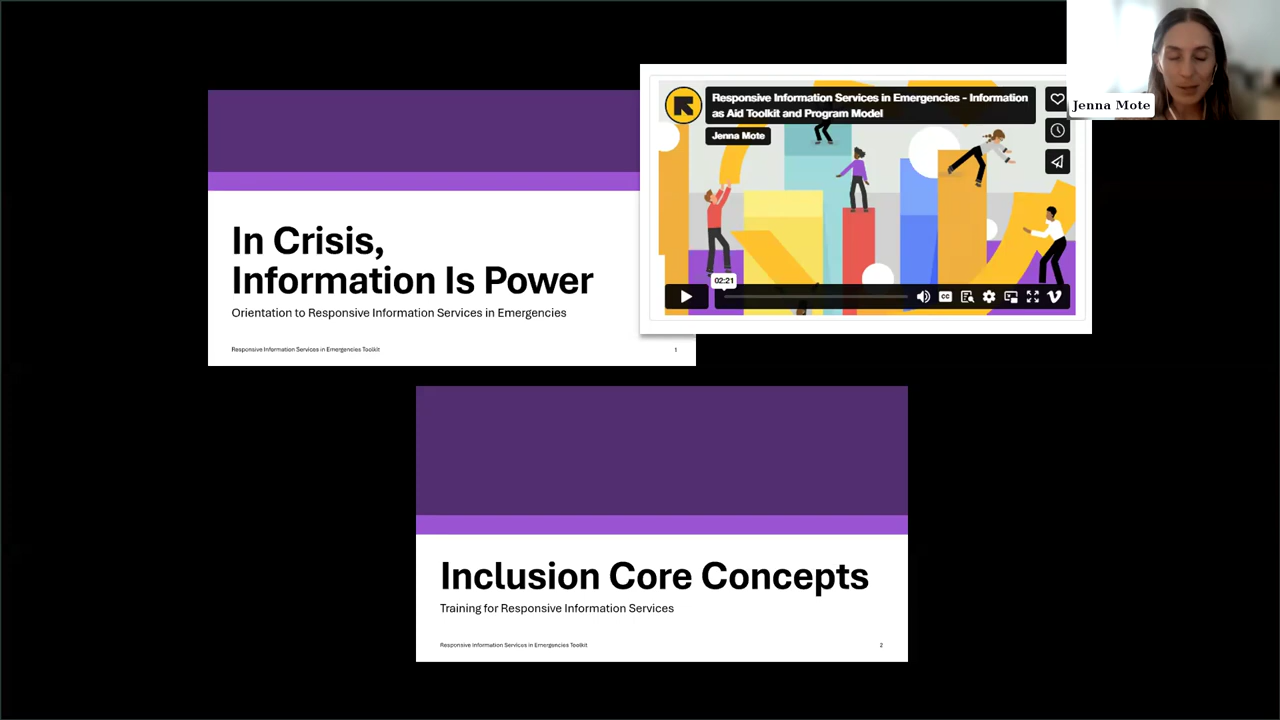 Jenna Mote
Responsive Information Services in Emergencies - Information
as Aid Toolkit and Program Model
Jenna Mote
02:21
CC
In Crisis,
Information Is Power
Orientation to Responsive Information Services in Emergencies
Responsive Information Services in Emergencies Toolkit
1
Inclusion Core Concepts
Training for Responsive Information Services
Responsive Information Services in Emergencies Toolkit
2